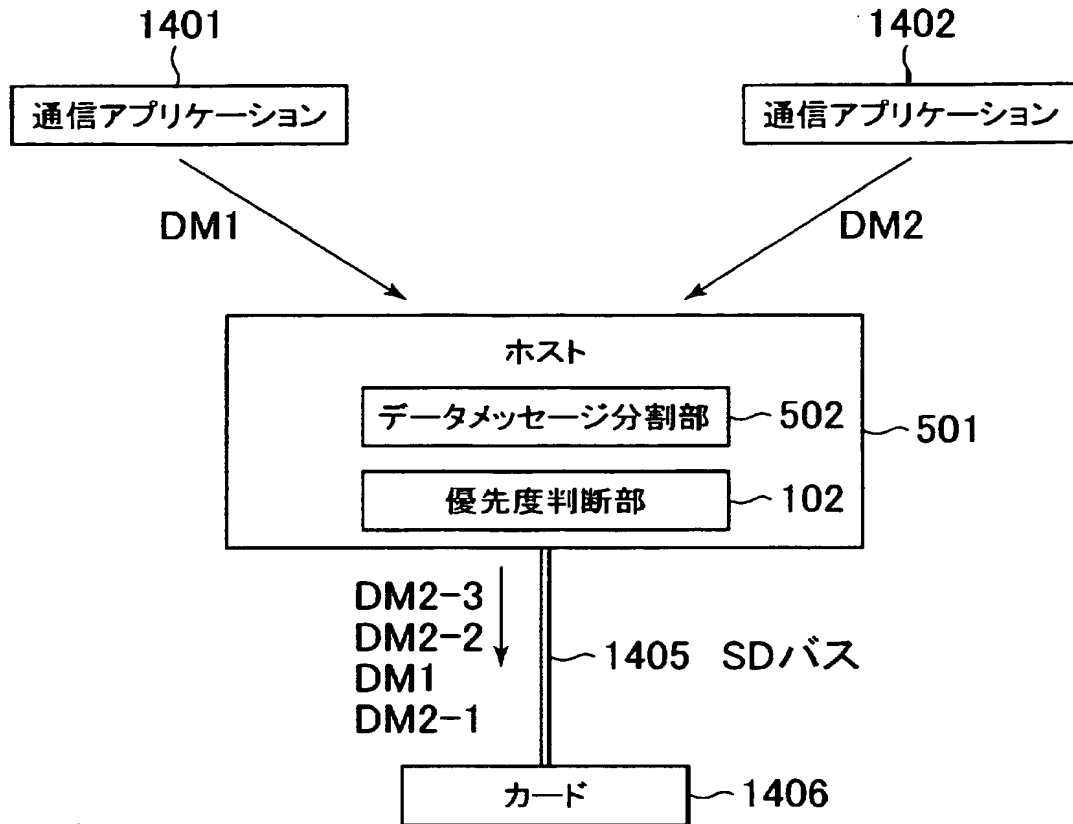 1401
1402
通信アプリケーション
通信アプリケーション
DM1
DM2
ホスト
データメッセージ分割部
502
501
優先度判断部
102
DM2-3
DM2-2
DM1
DM2-1
1405 SDバス
カード
1406